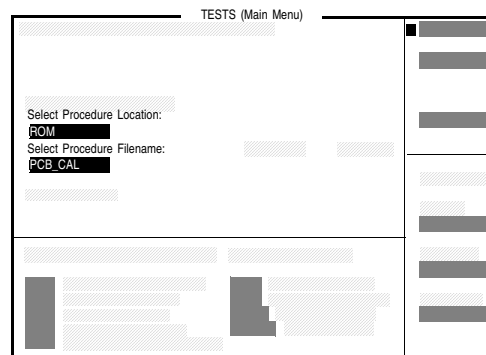 TESTS (Main Menu)
Select Procedure Location:
ROM
Select Procedure Filename:
PCB_CAL